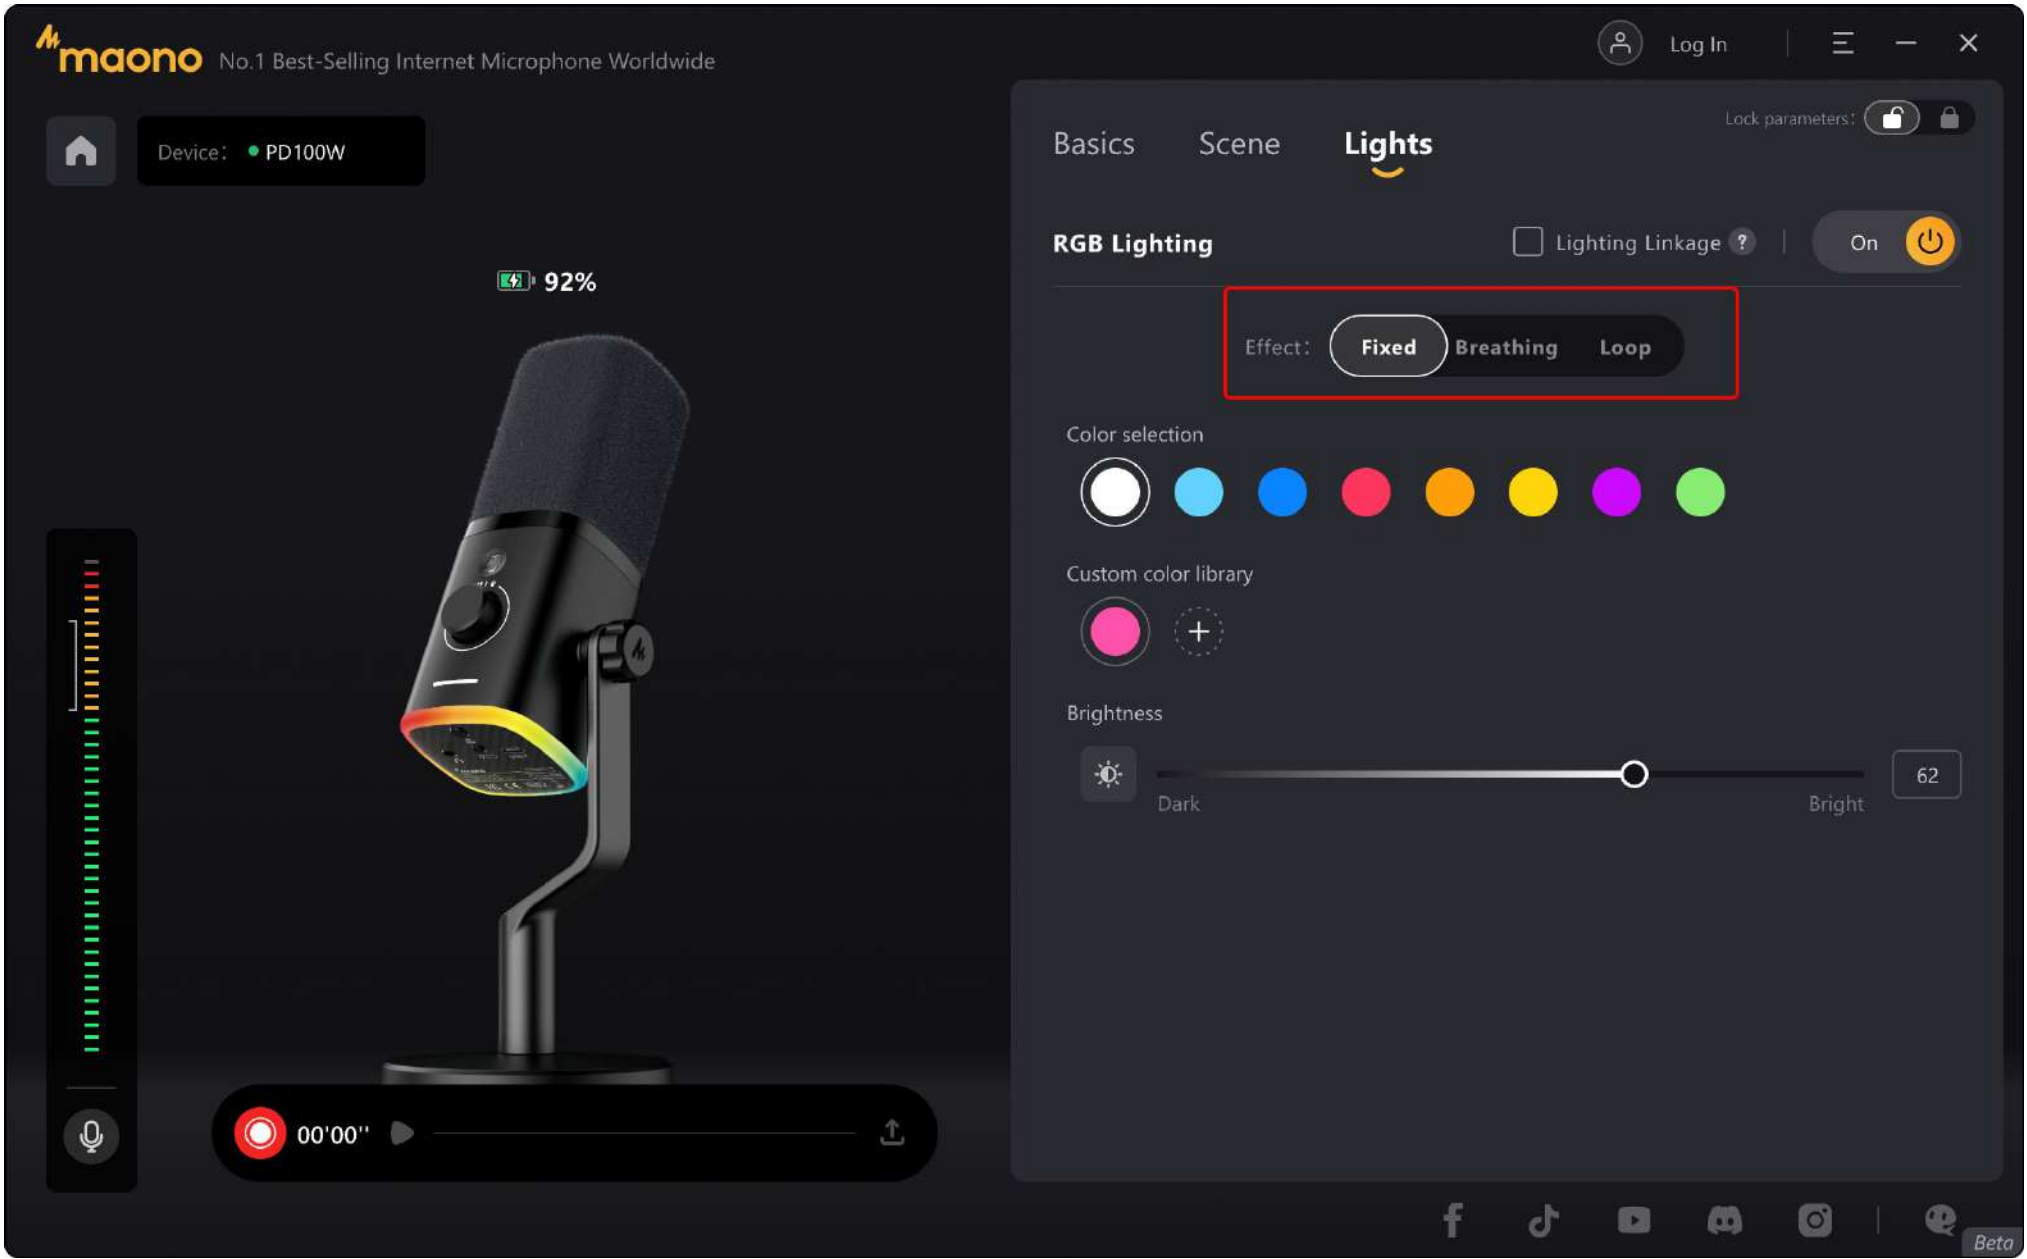 maono No.1 Best-Selling Internet Microphone Worldwide
Log In
Device: PD100W
Basics Scene Lights
Lock parameters:
RGB Lighting
Lighting Linkage ?
On
92%
Effect: Fixed Breathing Loop
Color selection
Custom color library
Brightness
62
Dark
Bright
00'00''
Beta